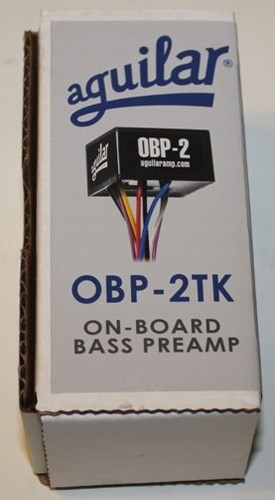 aguilar®
OBP-2
aguilaramp.com
OBP-2TK
ON-BOARD
BASS PREAMP